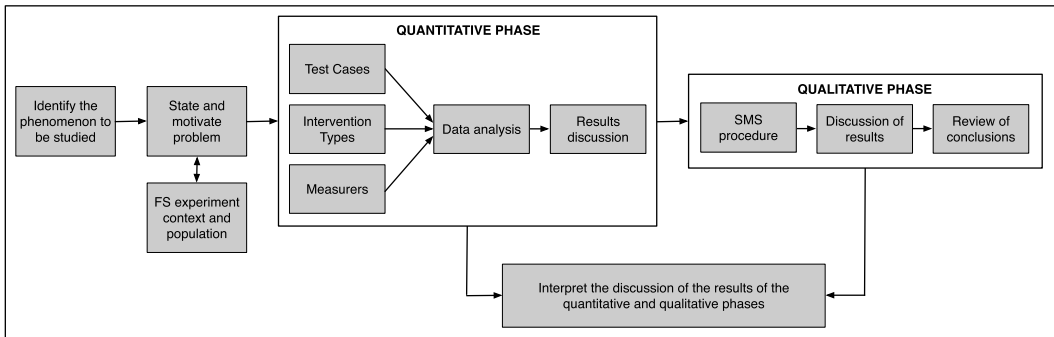 Identify the
phenomenon to
be studied
State and
motivate
problem
FS experiment
context and
population
QUANTITATIVE PHASE
Test Cases
Intervention
Types
Measurers
Data analysis
Results
discussion
QUALITATIVE PHASE
SMS
procedure
Discussion of
results
Review of
conclusions
Interpret the discussion of the results of the
quantitative and qualitative phases